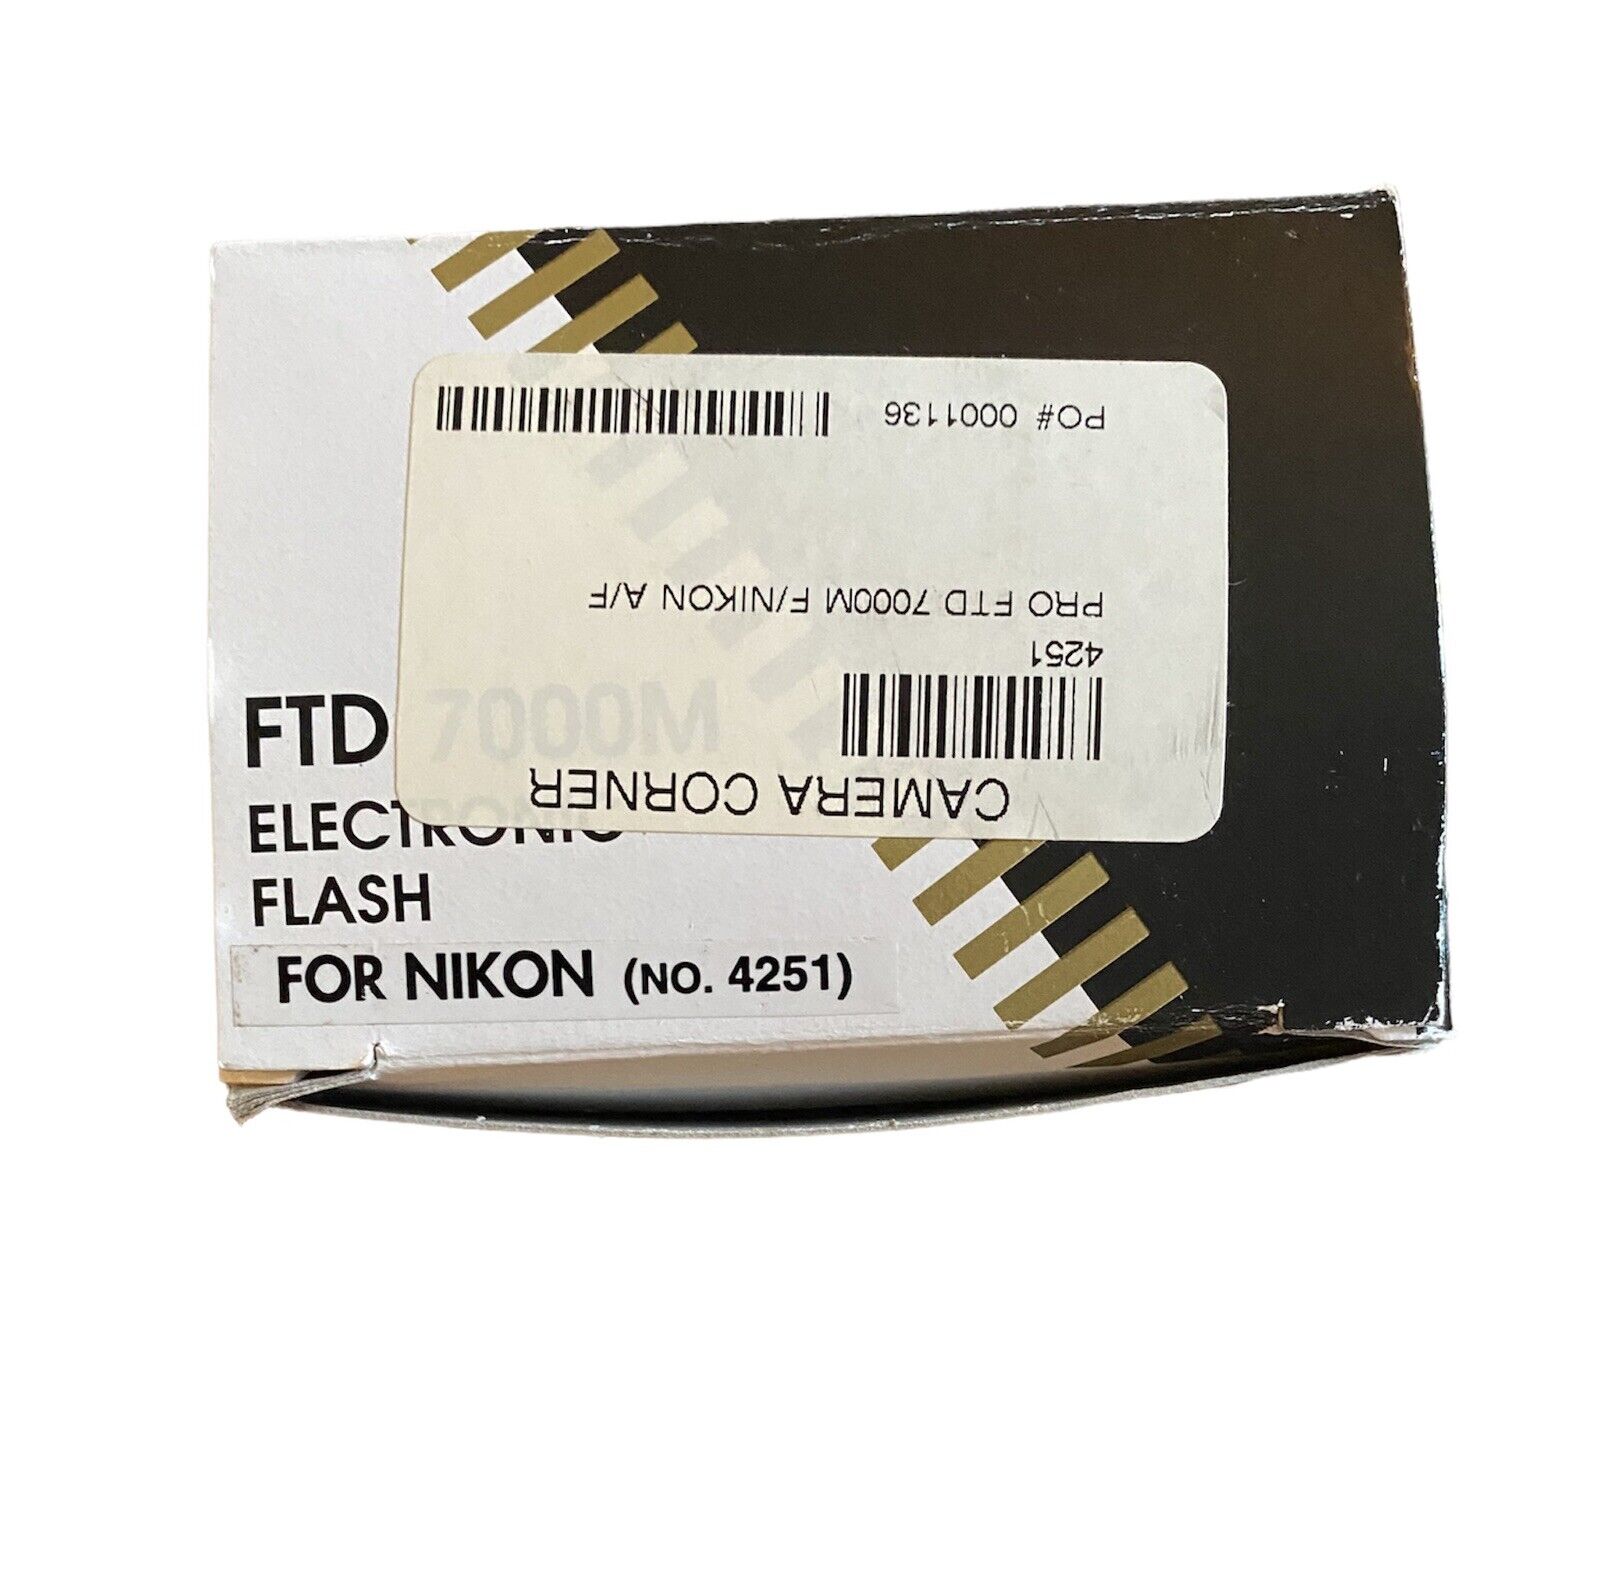 FTD 7000M
ELECTRONIC
FLASH
FOR NIKON (NO. 4251)
CAMERA CORNER
4251
PRO FTD 7000M F/NIKON A/F
PO# 0001136